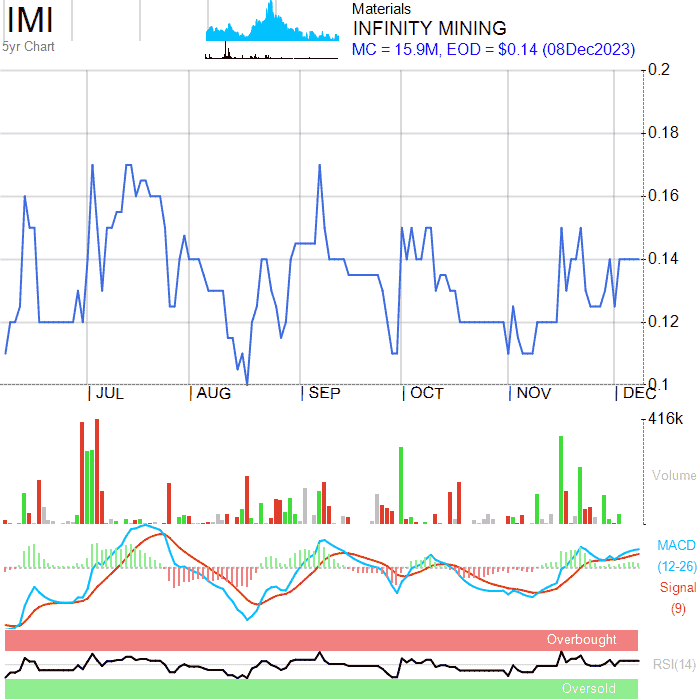 IMI
5yr Chart
Materials
INFINITY MINING
MC = 15.9M, EOD = $0.14 (08Dec2023)
0.2
0.18
0.16
0.14
0.12
0.1
JUL AUG SEP OCT NOV DEC
416k
Volume
MACD
(12-26)
Signal
(9)
Overbought
RSI(14)
Oversold